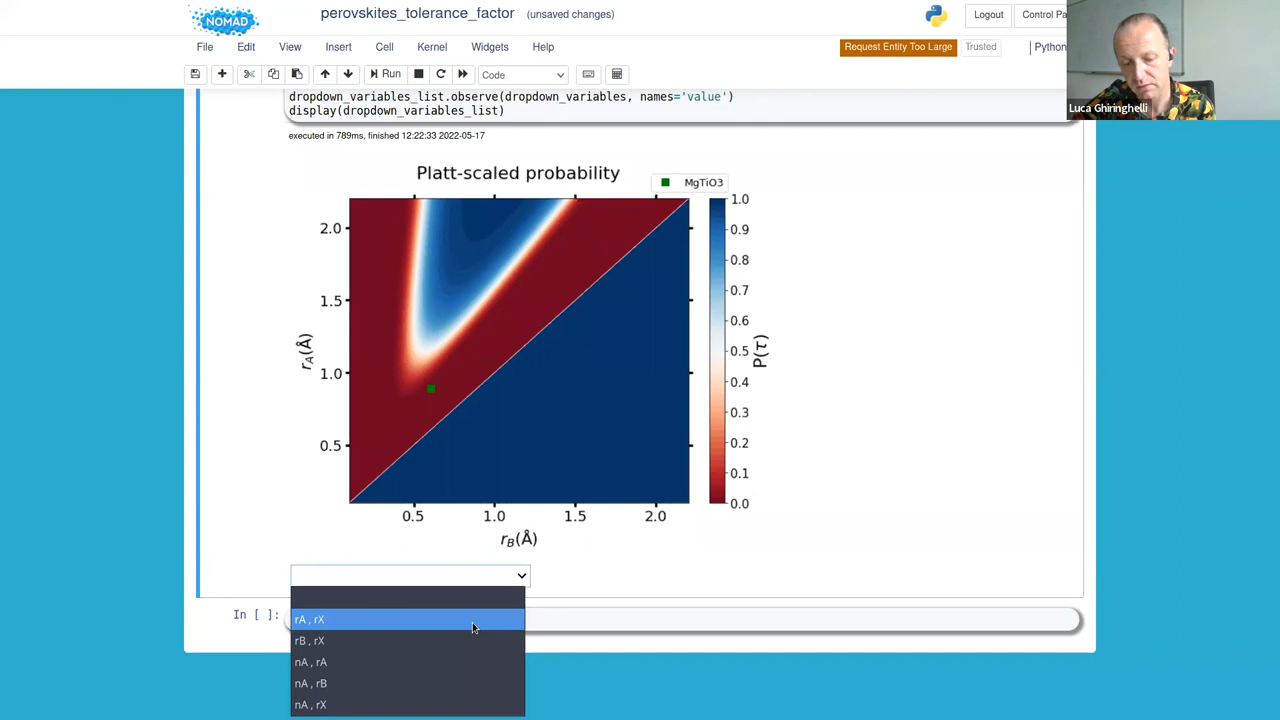 NOMAD
perovskites_tolerance_factor (unsaved changes)
Logout
Control Pa
File Edit View Insert Cell Kernel Widgets Help
Request Entity Too Large
Trusted
Python
Run
Code
Luca Ghiringhelli
dropdown_variables_list.observe(dropdown_variables, names='value')
display(dropdown_variables_list)
executed in 789ms, finished 12:22:33 2022-05-17
Platt-scaled probability
MgTiO3
2.0
1.5
1.0
0.5
rA(Å)
0.5 1.0 1.5 2.0
rB(Å)
1.0
0.9
0.8
0.7
0.6
0.5
0.4
0.3
0.2
0.1
0.0
P(τ)
In [ ]:
rA , rX
rB , rX
nA , rA
nA , rB
nA , rX